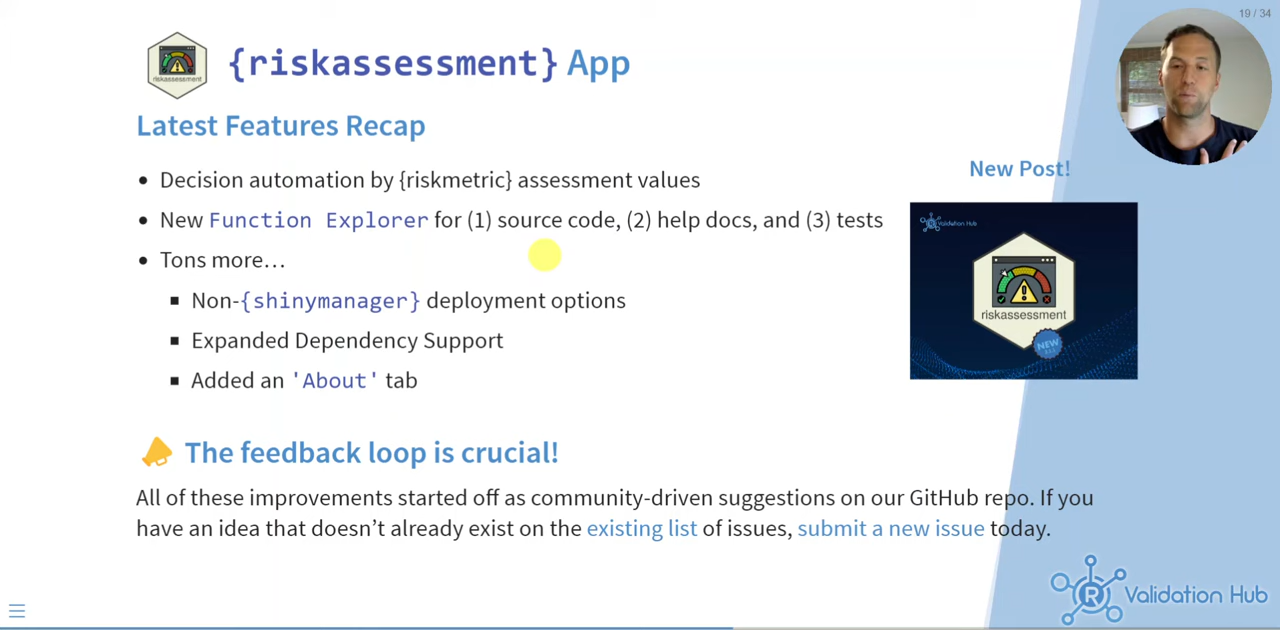 19 / 34
riskassessment
{riskassessment} App
Latest Features Recap
Decision automation by {riskmetric} assessment values
New Function Explorer for (1) source code, (2) help docs, and (3) tests
Tons more…
Non-{shinymanager} deployment options
Expanded Dependency Support
Added an 'About' tab
New Post!
Validation Hub
riskassessment
NEW
The feedback loop is crucial!
All of these improvements started off as community-driven suggestions on our GitHub repo. If you
have an idea that doesn’t already exist on the existing list of issues, submit a new issue today.
R Validation Hub